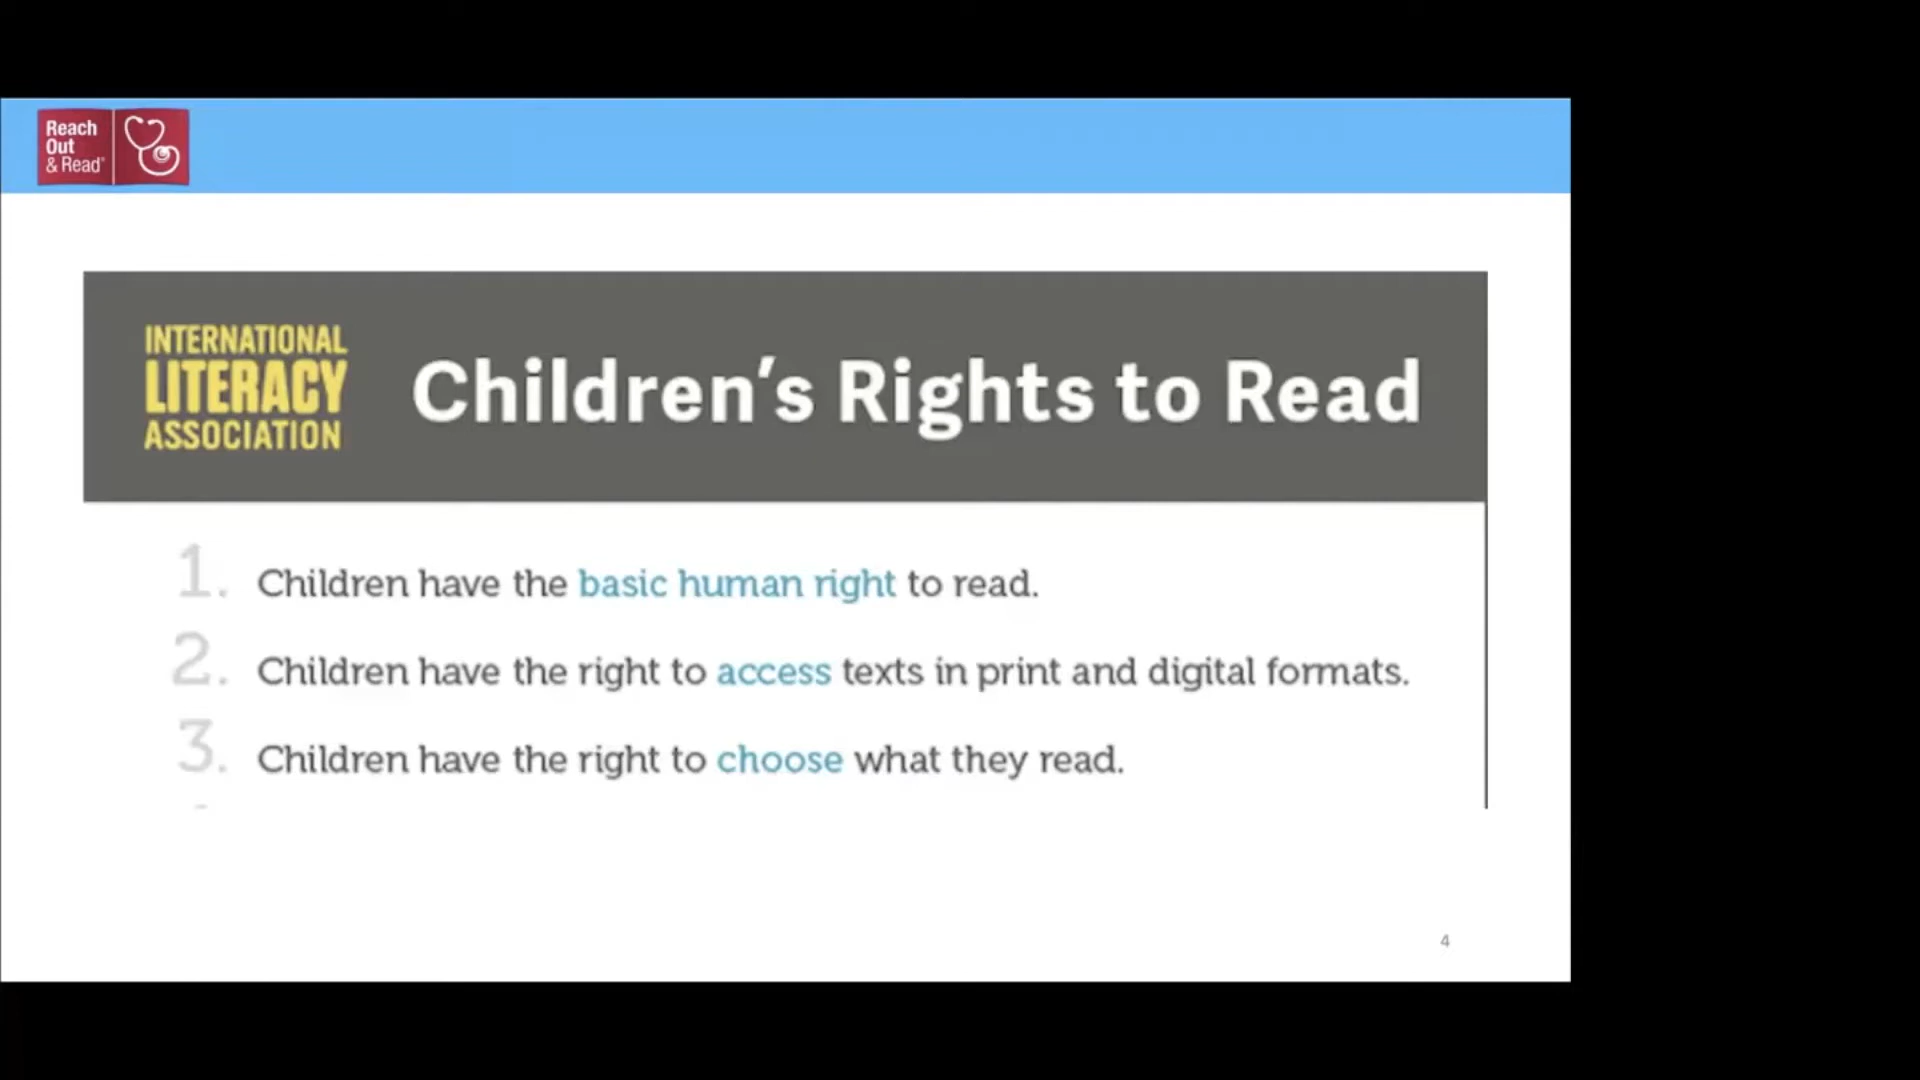 Reach
Out
& Read®
INTERNATIONAL
LITERACY
ASSOCIATION
Children's Rights to Read
1. Children have the basic human right to read.
2. Children have the right to access texts in print and digital formats.
3. Children have the right to choose what they read.
4